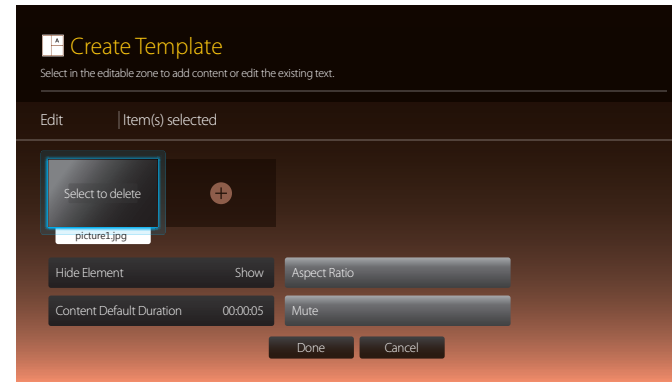 A
Create Template
Select in the editable zone to add content or edit the existing text.
Edit Item(s) selected
Select to delete
picture1.jpg
Hide Element Show Aspect Ratio
Content Default Duration 00:00:05 Mute
Done Cancel